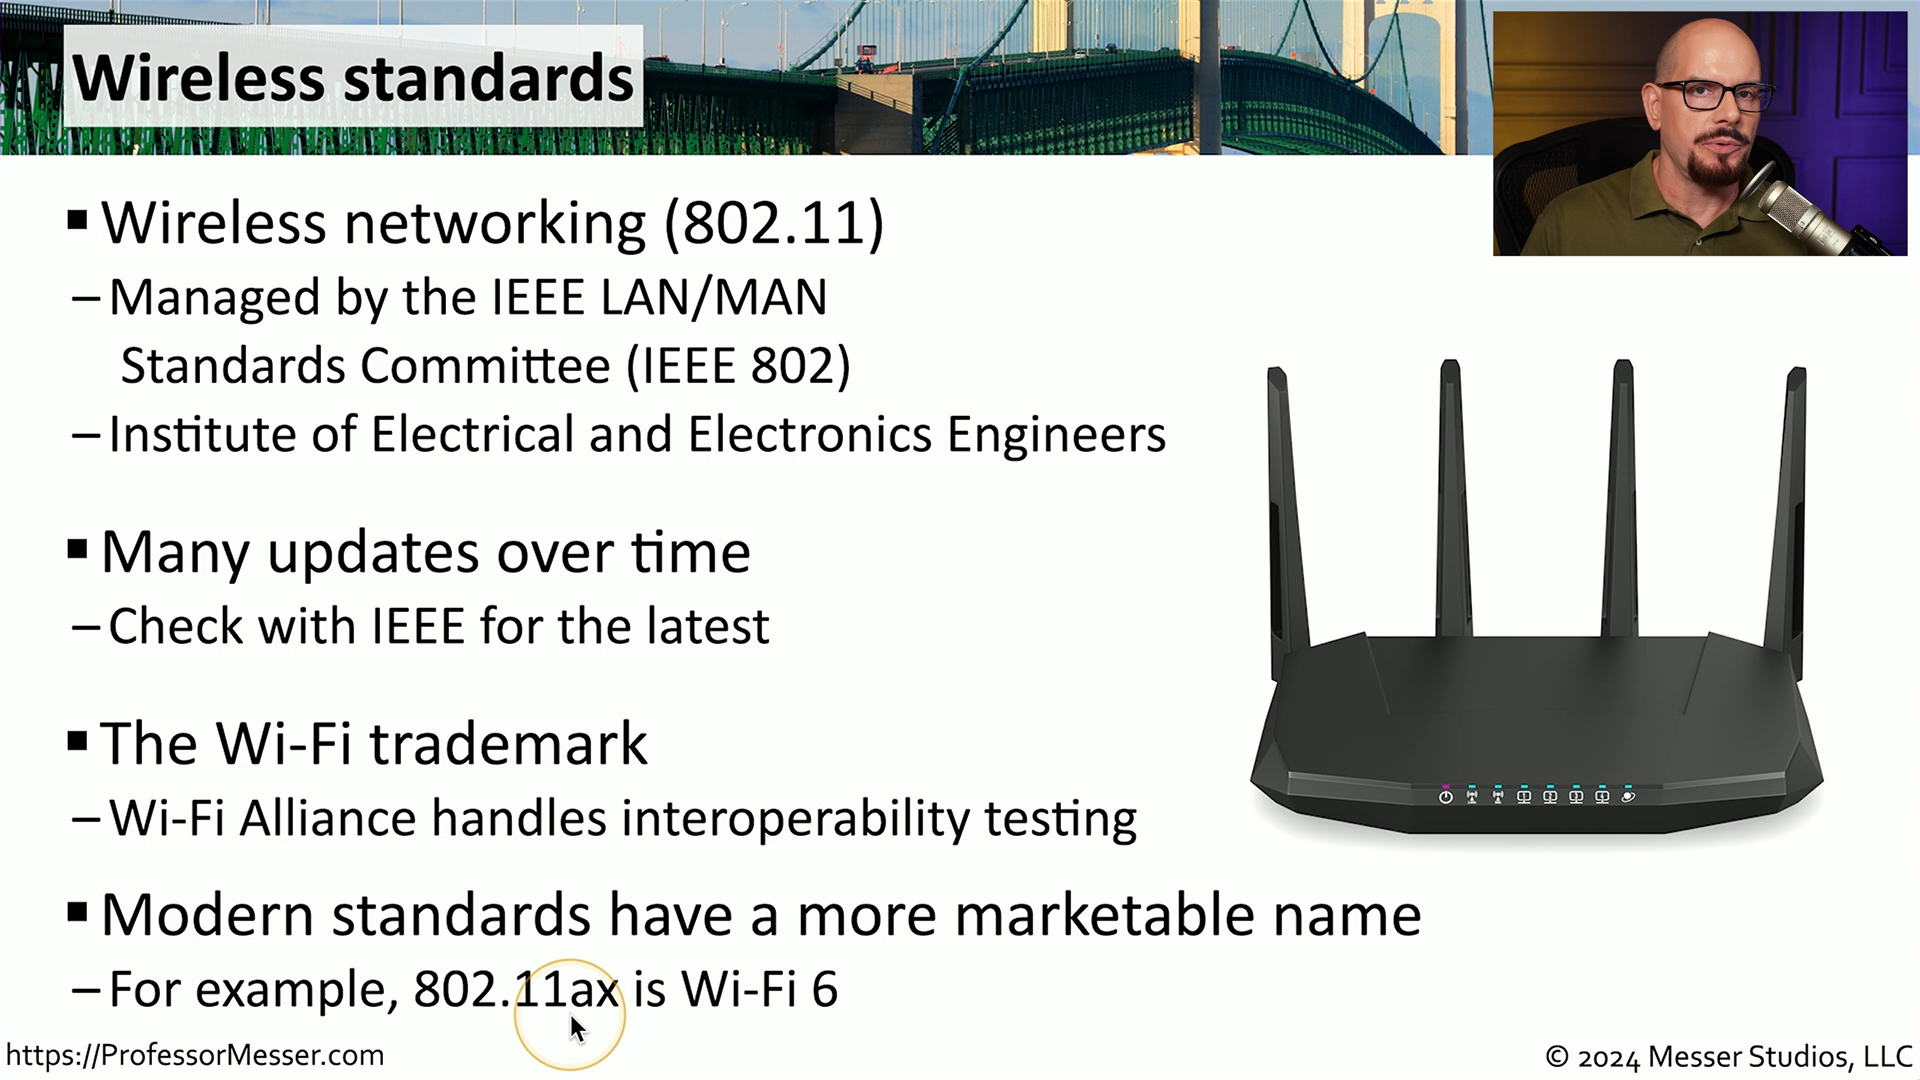 Wireless standards
▪ Wireless networking (802.11)
– Managed by the IEEE LAN/MAN
Standards Committee (IEEE 802)
– Institute of Electrical and Electronics Engineers
▪ Many updates over time
– Check with IEEE for the latest
▪ The Wi-Fi trademark
– Wi-Fi Alliance handles interoperability testing
▪ Modern standards have a more marketable name
– For example, 802.11ax is Wi-Fi 6
https://ProfessorMesser.com
© 2024 Messer Studios, LLC